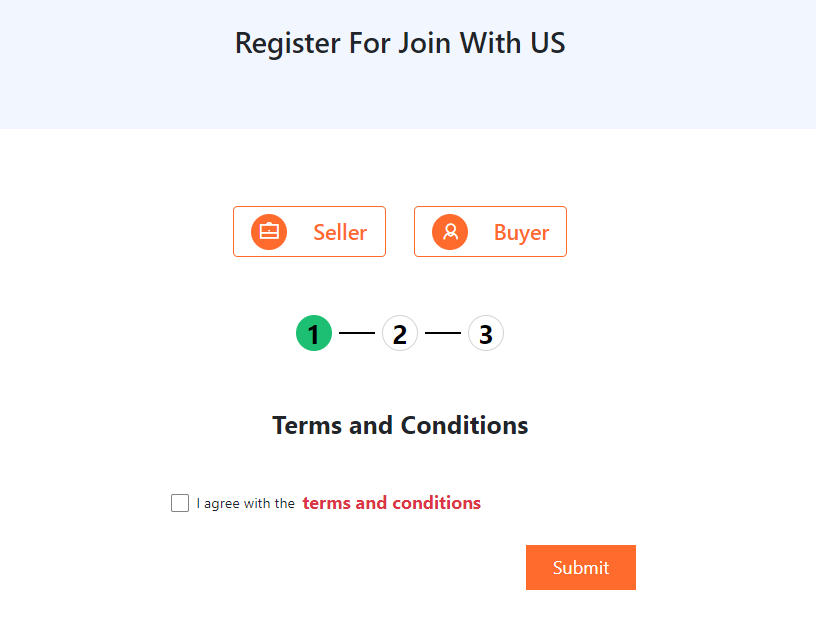 Register For Join With US
Seller
Buyer
1
2
3
Terms and Conditions
I agree with the terms and conditions
Submit